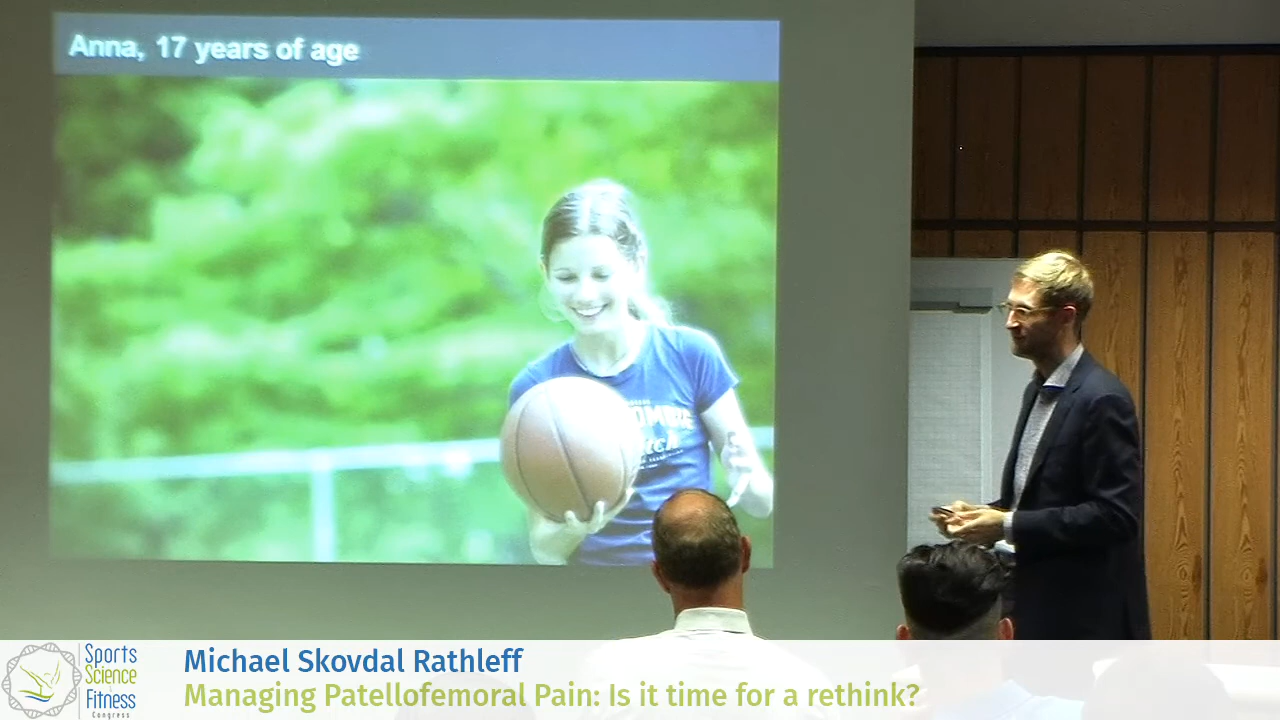 Anna, 17 years of age
Sports
Science
Fitness
Congress
Michael Skovdal Rathleff
Managing Patellofemoral Pain: Is it time for a rethink?